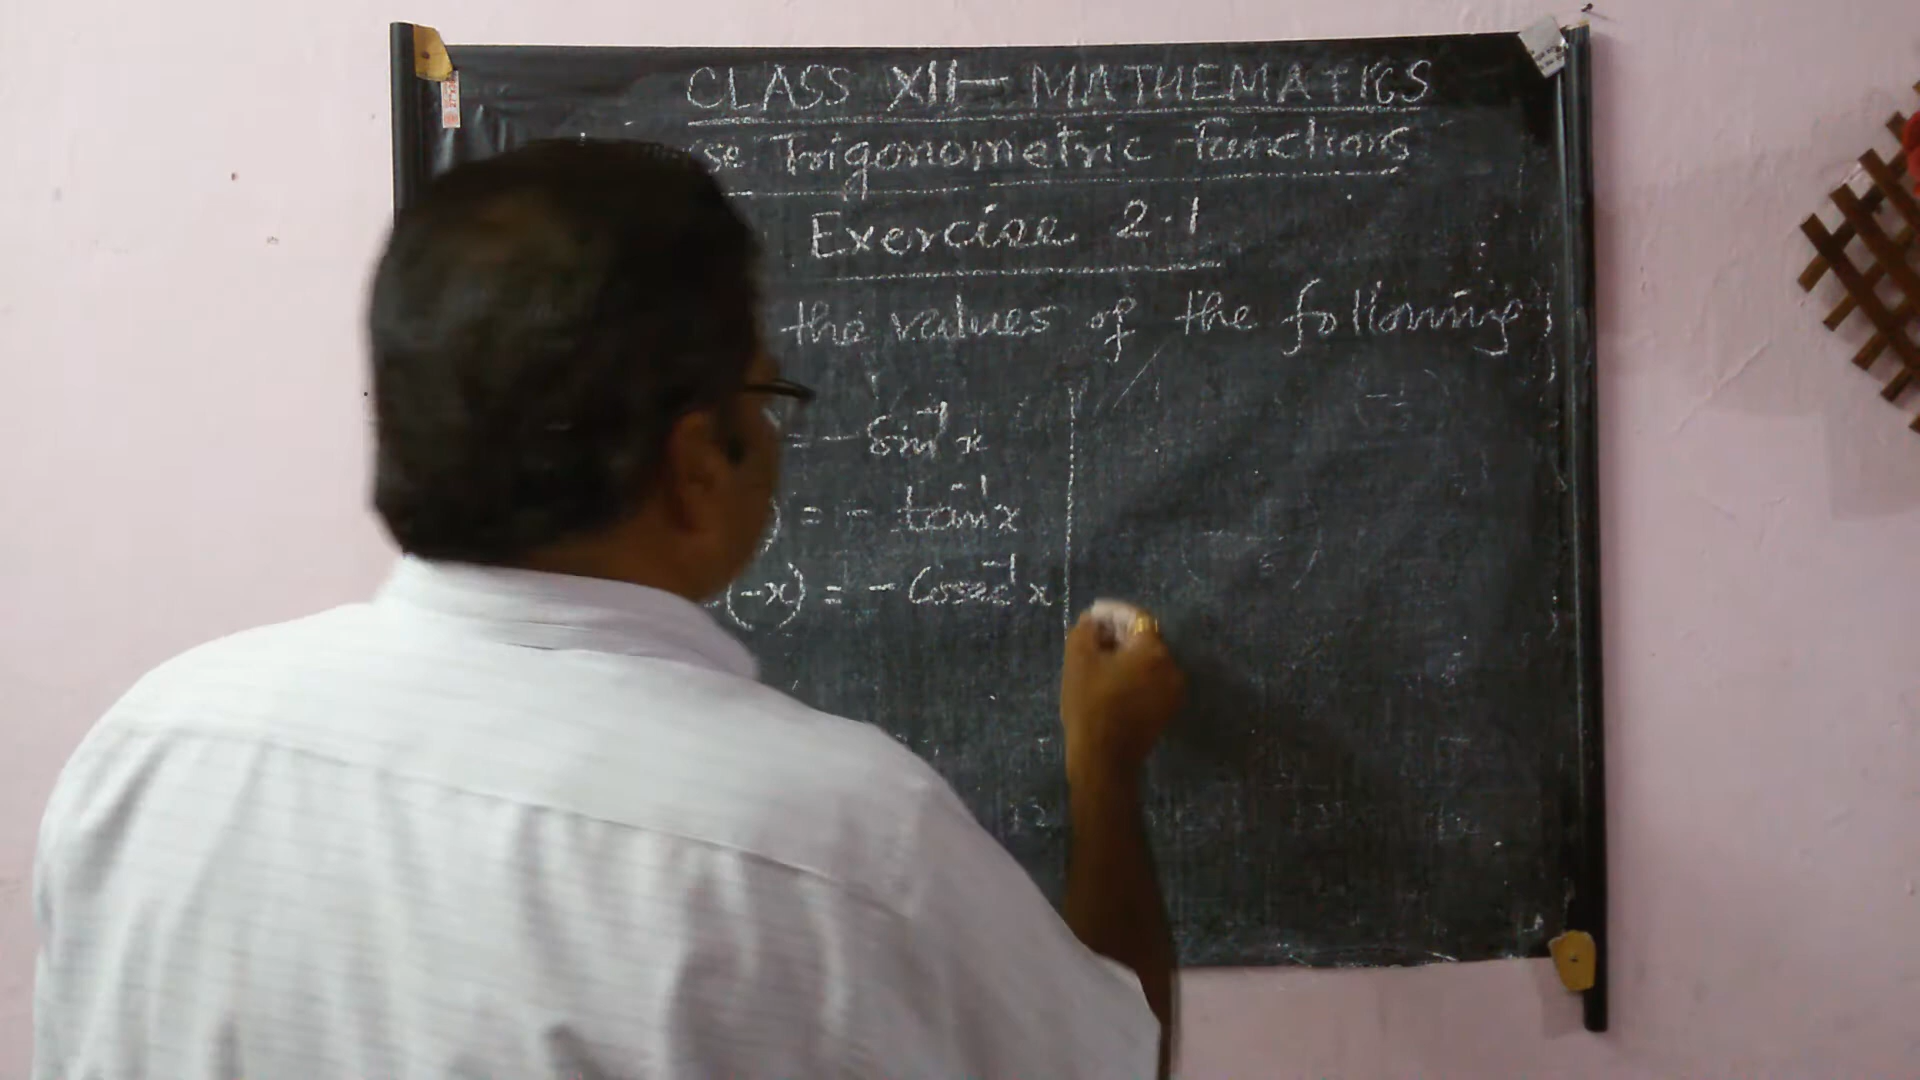 CLASS XII — MATHEMATICS
Trigonometric functions
Exercise 2.1
the values of the following
= - Sin⁻¹x
) = - tan⁻¹x
(-x) = - Cosec⁻¹x